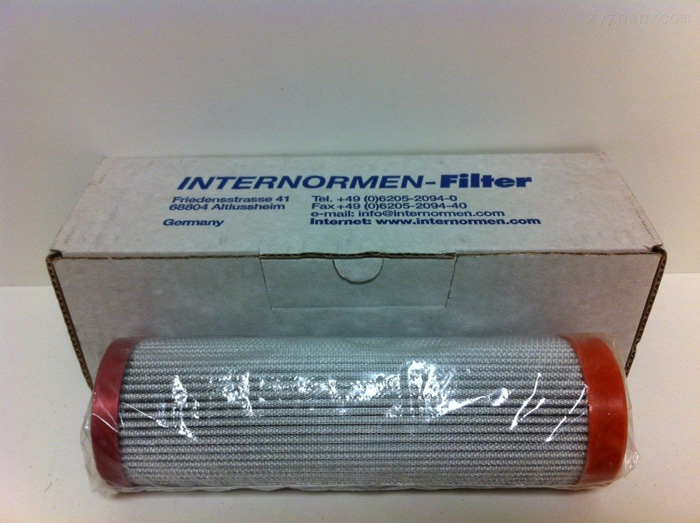 INTERNORMEN-Filter
Friedensstrasse 41
68804 Altlussheim
Germany
Tel. +49 (0)6205-2094-0
Fax +49 (0)6205-2094-40
e-mail: info@internormen.com
Internet: www.internormen.com